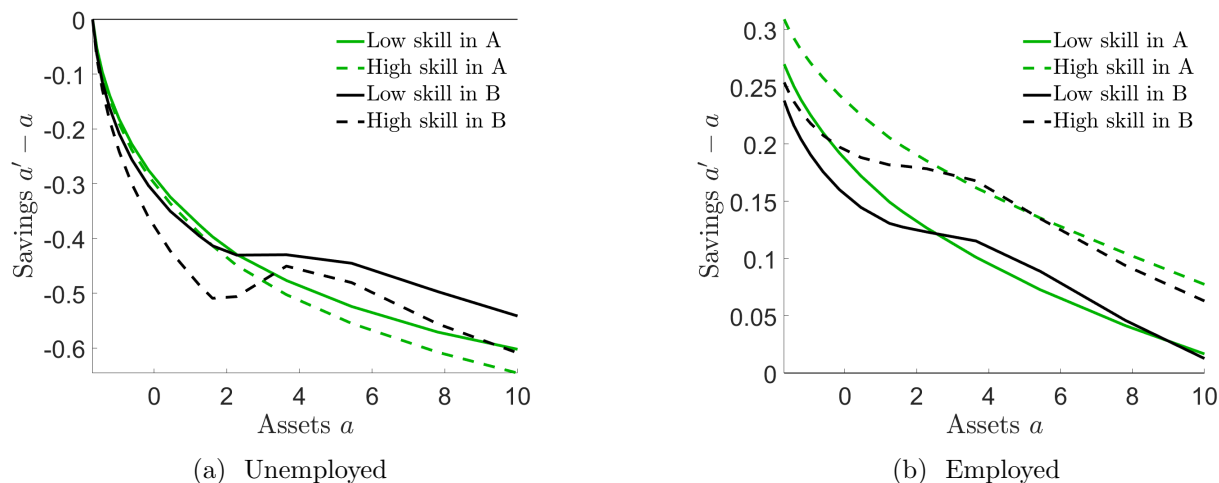 0
-0.1
-0.2
-0.3
-0.4
-0.5
-0.6
Savings a′ − a
0 2 4 6 8 10
Assets a
Low skill in A
High skill in A
Low skill in B
High skill in B
(a) Unemployed
0.3
0.25
0.2
0.15
0.1
0.05
0
Savings a′ − a
0 2 4 6 8 10
Assets a
Low skill in A
High skill in A
Low skill in B
High skill in B
(b) Employed